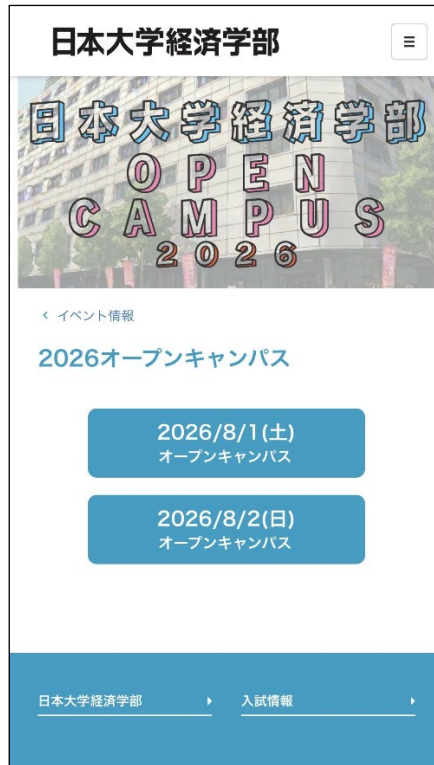 日本大学経済学部
日本大学経済学部
OPEN
CAMPUS
2026
イベント情報
2026オープンキャンパス
2026/8/1(土)
オープンキャンパス
2026/8/2(日)
オープンキャンパス
日本大学経済学部
入試情報